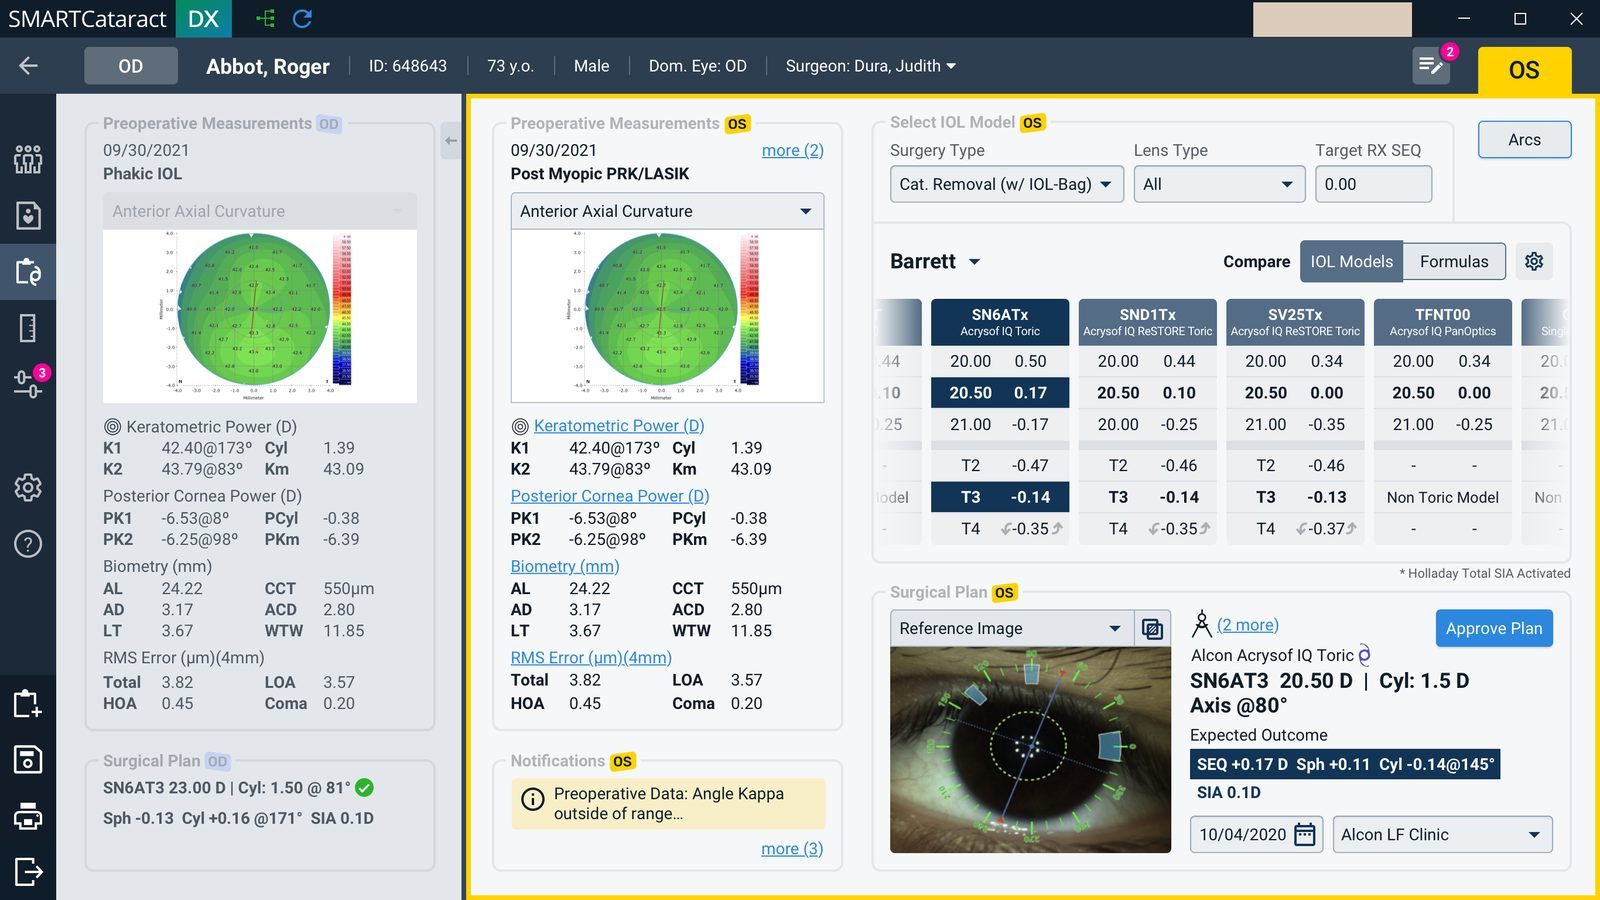 SMARTCataract DX
OD
Abbot, Roger
ID: 648643
73 y.o.
Male
Dom. Eye: OD
Surgeon: Dura, Judith
2
OS
3
Preoperative Measurements OD
09/30/2021
Phakic IOL
Anterior Axial Curvature
Keratometric Power (D)
K1 42.40@173º Cyl 1.39
K2 43.79@83º Km 43.09
Posterior Cornea Power (D)
PK1 -6.53@8º PCyl -0.38
PK2 -6.25@98º PKm -6.39
Biometry (mm)
AL 24.22 CCT 550µm
AD 3.17 ACD 2.80
LT 3.67 WTW 11.85
RMS Error (µm)(4mm)
Total 3.82 LOA 3.57
HOA 0.45 Coma 0.20
Surgical Plan OD
SN6AT3 23.00 D | Cyl: 1.50 @ 81°
Sph -0.13 Cyl +0.16 @171° SIA 0.1D
Preoperative Measurements OS
09/30/2021 more (2)
Post Myopic PRK/LASIK
Anterior Axial Curvature
Keratometric Power (D)
K1 42.40@173º Cyl 1.39
K2 43.79@83º Km 43.09
Posterior Cornea Power (D)
PK1 -6.53@8º PCyl -0.38
PK2 -6.25@98º PKm -6.39
Biometry (mm)
AL 24.22 CCT 550µm
AD 3.17 ACD 2.80
LT 3.67 WTW 11.85
RMS Error (µm)(4mm)
Total 3.82 LOA 3.57
HOA 0.45 Coma 0.20
Notifications OS
Preoperative Data: Angle Kappa
outside of range...
more (3)
Select IOL Model OS
Surgery Type Lens Type Target RX SEQ
Cat. Removal (w/ IOL-Bag) All 0.00
Arcs
Barrett
Compare IOL Models Formulas
SN6ATx SND1Tx SV25Tx TFNT00
Acrysof IQ Toric Acrysof IQ ReSTORE Toric Acrysof IQ ReSTORE Toric Acrysof IQ PanOptics
.44 20.00 0.50 20.00 0.44 20.00 0.34 20.00 0.34 20.
.10 20.50 0.17 20.50 0.10 20.50 0.00 20.50 0.00 20.
.25 21.00 -0.17 20.00 -0.25 21.00 -0.35 21.00 -0.25 21.
- T2 -0.47 T2 -0.46 T2 -0.46 - - -
odel T3 -0.14 T3 -0.14 T3 -0.13 Non Toric Model Non
- T4 -0.35 T4 -0.35 T4 -0.37 - - -
* Holladay Total SIA Activated
Surgical Plan OS
Reference Image
(2 more)
Approve Plan
Alcon Acrysof IQ Toric
SN6AT3 20.50 D | Cyl: 1.5 D
Axis @80°
Expected Outcome
SEQ +0.17 D Sph +0.11 Cyl -0.14@145°
SIA 0.1D
10/04/2020 Alcon LF Clinic